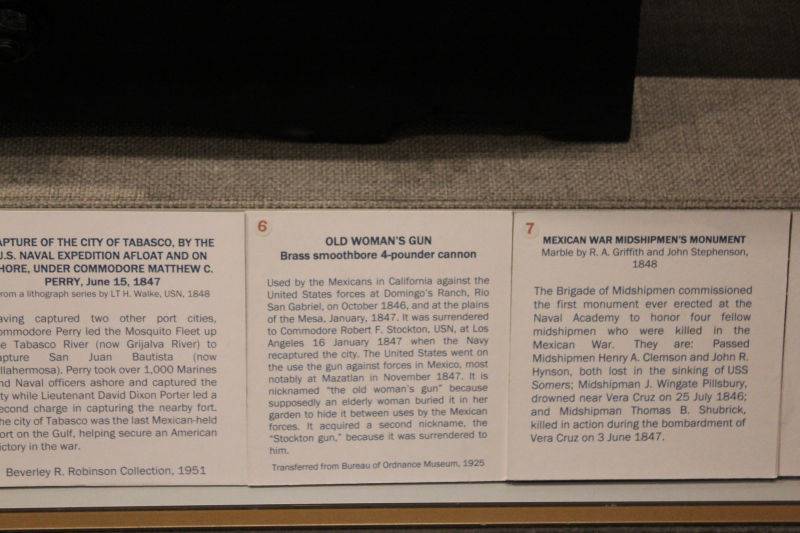 APTURE OF THE CITY OF TABASCO, BY THE
U.S. NAVAL EXPEDITION AFLOAT AND ON
HORE, UNDER COMMODORE MATTHEW C.
PERRY, June 15, 1847
rom a lithograph series by LT H. Walke, USN, 1848
aving captured two other port cities,
ommodore Perry led the Mosquito Fleet up
e Tabasco River (now Grijalva River) to
apture San Juan Bautista (now
llahermosa). Perry took over 1,000 Marines
nd Naval officers ashore and captured the
ty while Lieutenant David Dixon Porter led a
econd charge in capturing the nearby fort.
he city of Tabasco was the last Mexican-held
ort on the Gulf, helping secure an American
ictory in the war.
Beverley R. Robinson Collection, 1951
6
OLD WOMAN'S GUN
Brass smoothbore 4-pounder cannon
Used by the Mexicans in California against the
United States forces at Domingo's Ranch, Rio
San Gabriel, on October 1846, and at the plains
of the Mesa, January, 1847. It was surrendered
to Commodore Robert F. Stockton, USN, at Los
Angeles 16 January 1847 when the Navy
recaptured the city. The United States went on
the use the gun against forces in Mexico, most
notably at Mazatlan in November 1847. It is
nicknamed "the old woman's gun" because
supposedly an elderly woman buried it in her
garden to hide it between uses by the Mexican
forces. It acquired a second nickname, the
"Stockton gun," because it was surrendered to
him.
Transferred from Bureau of Ordnance Museum, 1925
7
MEXICAN WAR MIDSHIPMEN'S MONUMENT
Marble by R. A. Griffith and John Stephenson,
1848
The Brigade of Midshipmen commissioned
the first monument ever erected at the
Naval Academy to honor four fellow
midshipmen who were killed in the
Mexican War. They are: Passed
Midshipmen Henry A. Clemson and John R.
Hynson, both lost in the sinking of USS
Somers; Midshipman J. Wingate Pillsbury,
drowned near Vera Cruz on 25 July 1846;
and Midshipman Thomas B. Shubrick,
killed in action during the bombardment of
Vera Cruz on 3 June 1847.